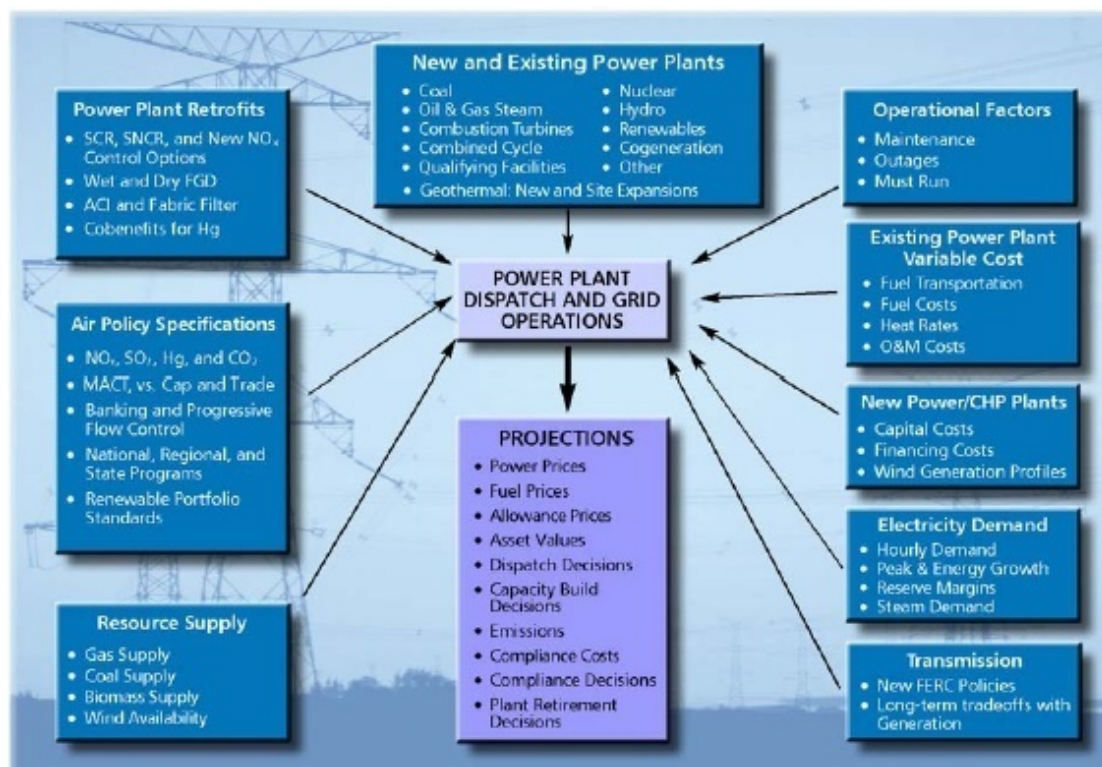 New and Existing Power Plants
• Coal
• Oil & Gas Steam
• Combustion Turbines
• Combined Cycle
• Qualifying Facilities
• Nuclear
• Hydro
• Renewables
• Cogeneration
• Other
• Geothermal: New and Site Expansions
Power Plant Retrofits
• SCR, SNCR, and New NOₓ
Control Options
• Wet and Dry FGD
• ACI and Fabric Filter
• Cobenefits for Hg
Air Policy Specifications
• NOₓ, SO₂, Hg, and CO₂
• MACT, vs. Cap and Trade
• Banking and Progressive
Flow Control
• National, Regional, and
State Programs
• Renewable Portfolio
Standards
Resource Supply
• Gas Supply
• Coal Supply
• Biomass Supply
• Wind Availability
POWER PLANT
DISPATCH AND GRID
OPERATIONS
PROJECTIONS
• Power Prices
• Fuel Prices
• Allowance Prices
• Asset Values
• Dispatch Decisions
• Capacity Build
Decisions
• Emissions
• Compliance Costs
• Compliance Decisions
• Plant Retirement
Decisions
Operational Factors
• Maintenance
• Outages
• Must Run
Existing Power Plant
Variable Cost
• Fuel Transportation
• Fuel Costs
• Heat Rates
• O&M Costs
New Power/CHP Plants
• Capital Costs
• Financing Costs
• Wind Generation Profiles
Electricity Demand
• Hourly Demand
• Peak & Energy Growth
• Reserve Margins
• Steam Demand
Transmission
• New FERC Policies
• Long-term tradeoffs with
Generation